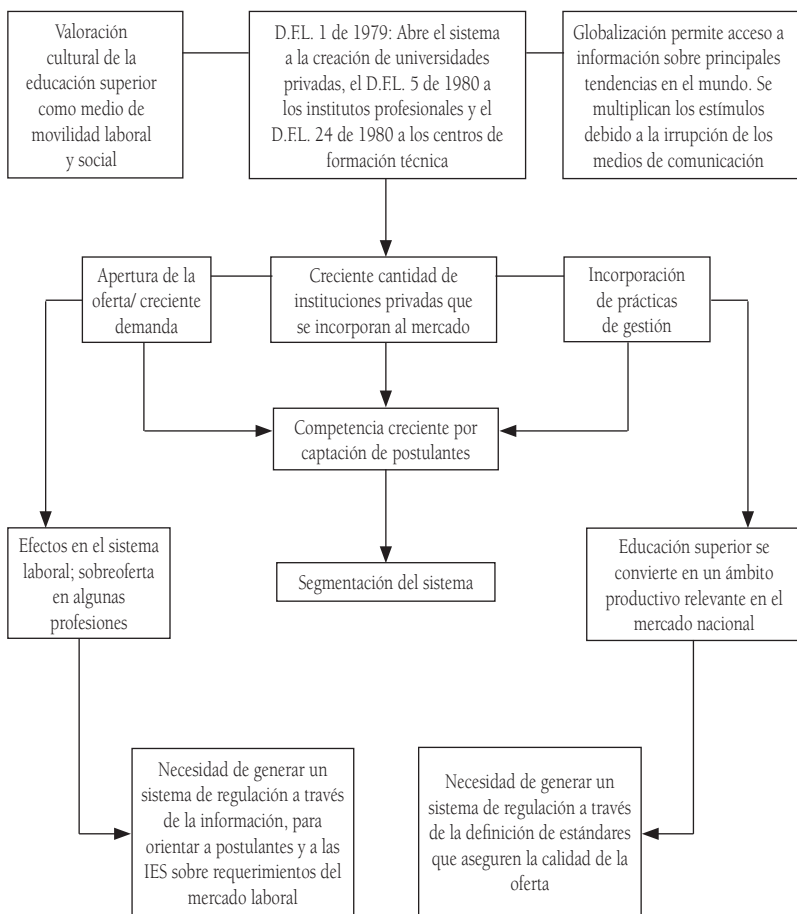 Valoración
cultural de la
educación superior
como medio de
movilidad laboral
y social
D.F.L. 1 de 1979: Abre el sistema
a la creación de universidades
privadas, el D.F.L. 5 de 1980 a
los institutos profesionales y el
D.F.L. 24 de 1980 a los centros de
formación técnica
Globalización permite acceso a
información sobre principales
tendencias en el mundo. Se
multiplican los estímulos
debido a la irrupción de los
medios de comunicación
Apertura de la
oferta/ creciente
demanda
Creciente cantidad de
instituciones privadas que
se incorporan al mercado
Incorporación
de prácticas
de gestión
Competencia creciente por
captación de postulantes
Efectos en el sistema
laboral; sobreoferta
en algunas
profesiones
Segmentación del sistema
Educación superior se
convierte en un ámbito
productivo relevante en el
mercado nacional
Necesidad de generar un
sistema de regulación a través
de la información, para
orientar a postulantes y a las
IES sobre requerimientos del
mercado laboral
Necesidad de generar un
sistema de regulación a través
de la definición de estándares
que aseguren la calidad de la
oferta